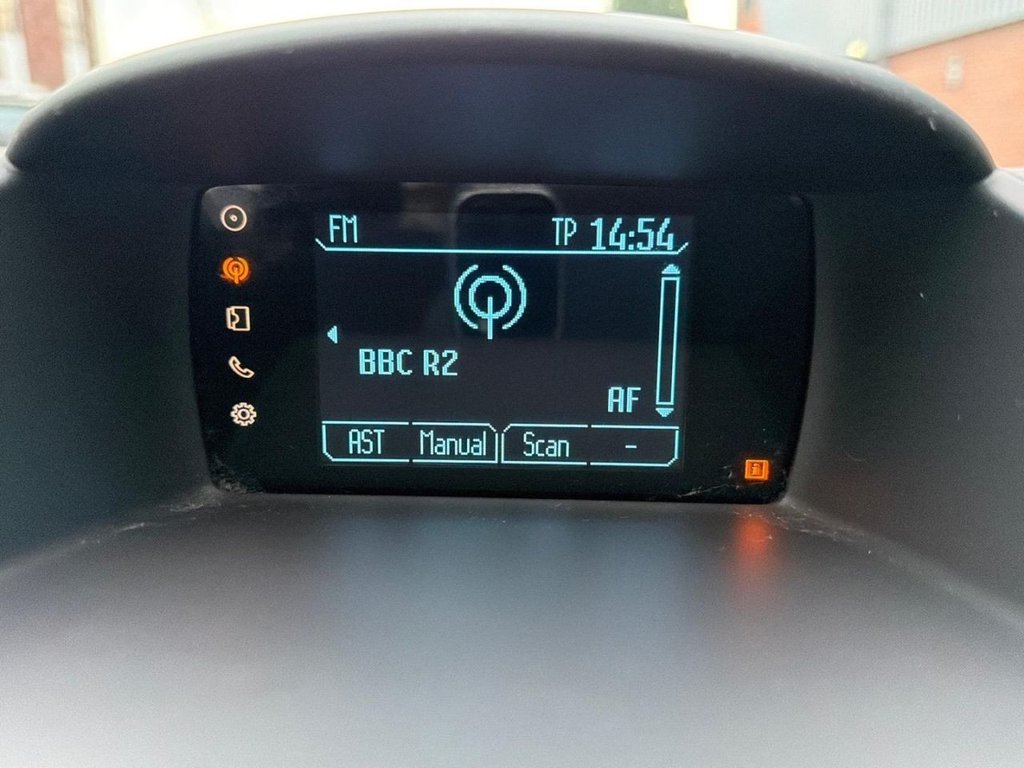 FM TP 14:54
BBC R2
AF
AST Manual Scan -